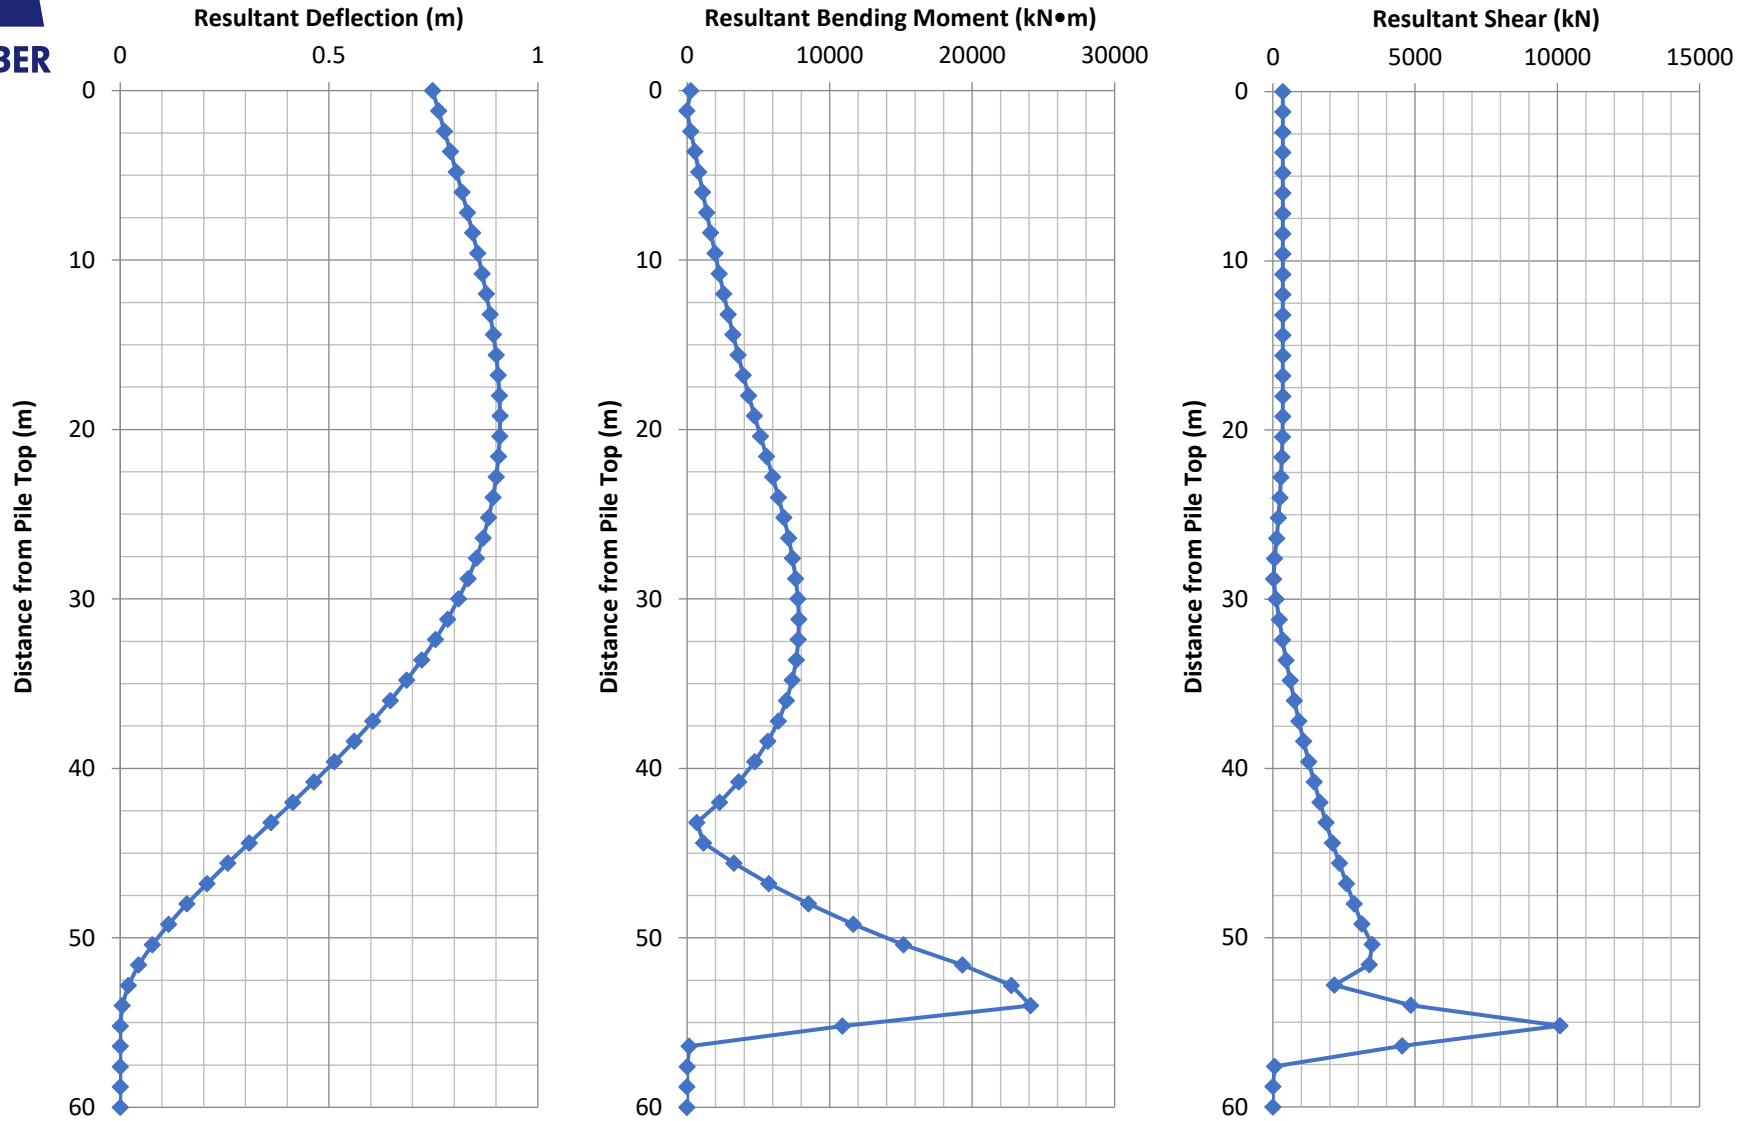 BER
Resultant Deflection (m)
0 0.5 1
0
10
20
30
40
50
60
Distance from Pile Top (m)
Resultant Bending Moment (kN•m)
0 10000 20000 30000
0
10
20
30
40
50
60
Distance from Pile Top (m)
Resultant Shear (kN)
0 5000 10000 15000
0
10
20
30
40
50
60
Distance from Pile Top (m)